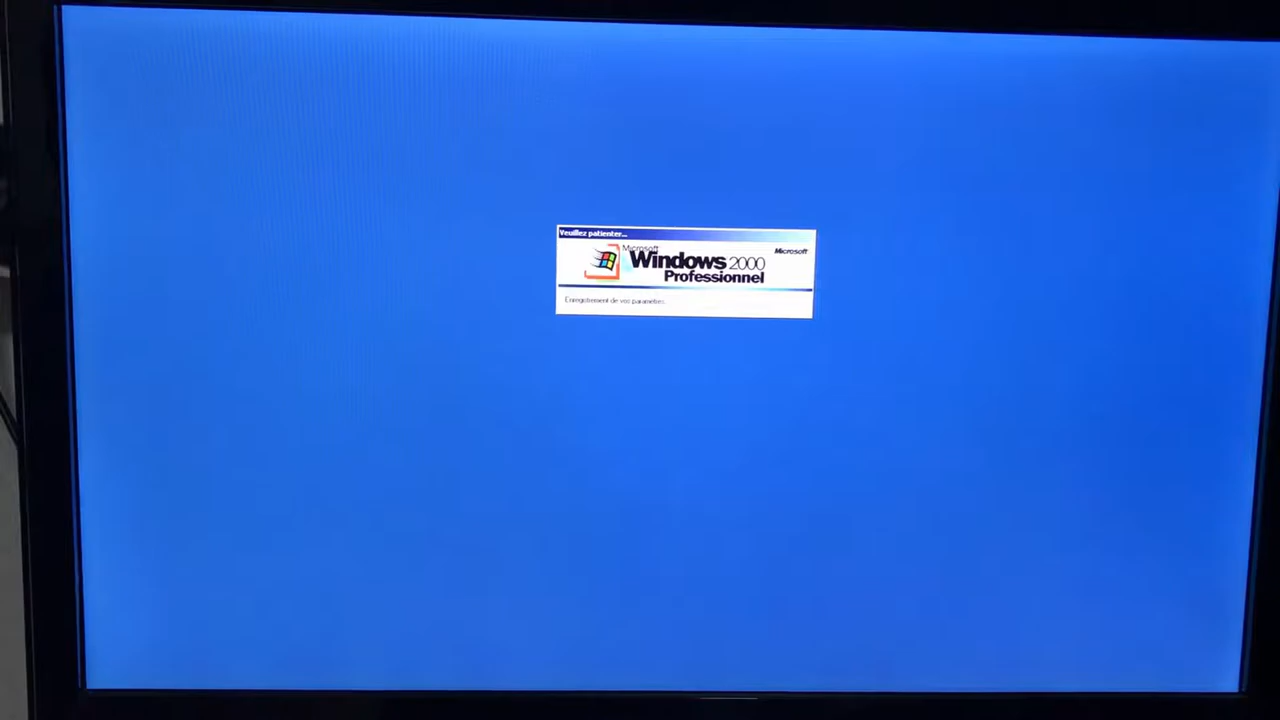 Veuillez patienter...
Microsoft
Microsoft
Windows 2000
Professionnel
Enregistrement de vos paramètres.